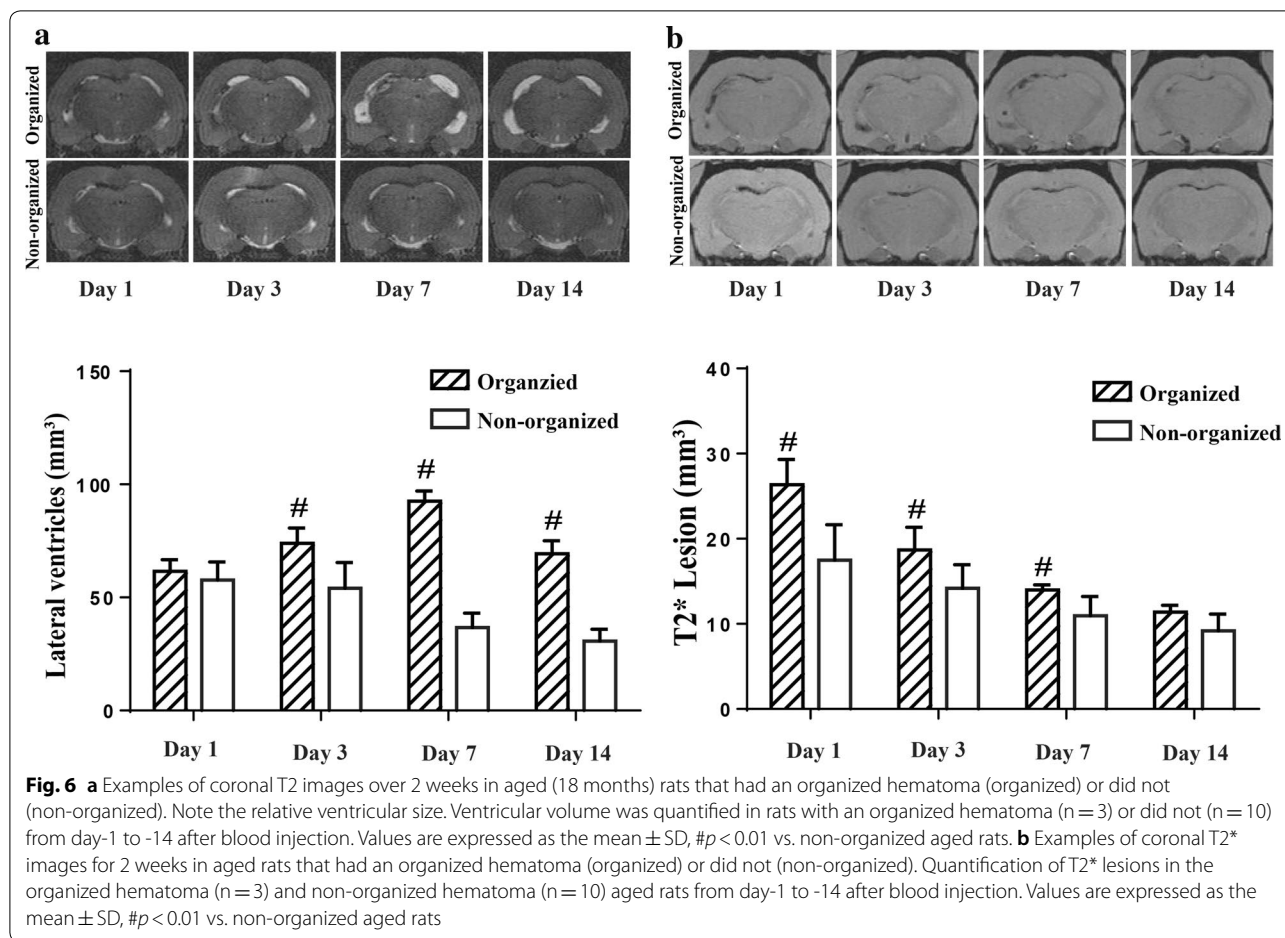 a
Organized
Non-organized
Day 1 Day 3 Day 7 Day 14
150
100
50
0
Lateral ventricles (mm³)
Organzied
Non-organized
#
#
#
Day 1 Day 3 Day 7 Day 14
b
Organized
Non-organized
Day 1 Day 3 Day 7 Day 14
40
30
20
10
0
T2* Lesion (mm³)
Organized
Non-organized
#
#
#
Day 1 Day 3 Day 7 Day 14
Fig. 6 a Examples of coronal T2 images over 2 weeks in aged (18 months) rats that had an organized hematoma (organized) or did not
(non-organized). Note the relative ventricular size. Ventricular volume was quantified in rats with an organized hematoma (n = 3) or did not (n = 10)
from day-1 to -14 after blood injection. Values are expressed as the mean ± SD, #p < 0.01 vs. non-organized aged rats. b Examples of coronal T2*
images for 2 weeks in aged rats that had an organized hematoma (organized) or did not (non-organized). Quantification of T2* lesions in the
organized hematoma (n = 3) and non-organized hematoma (n = 10) aged rats from day-1 to -14 after blood injection. Values are expressed as the
mean ± SD, #p < 0.01 vs. non-organized aged rats